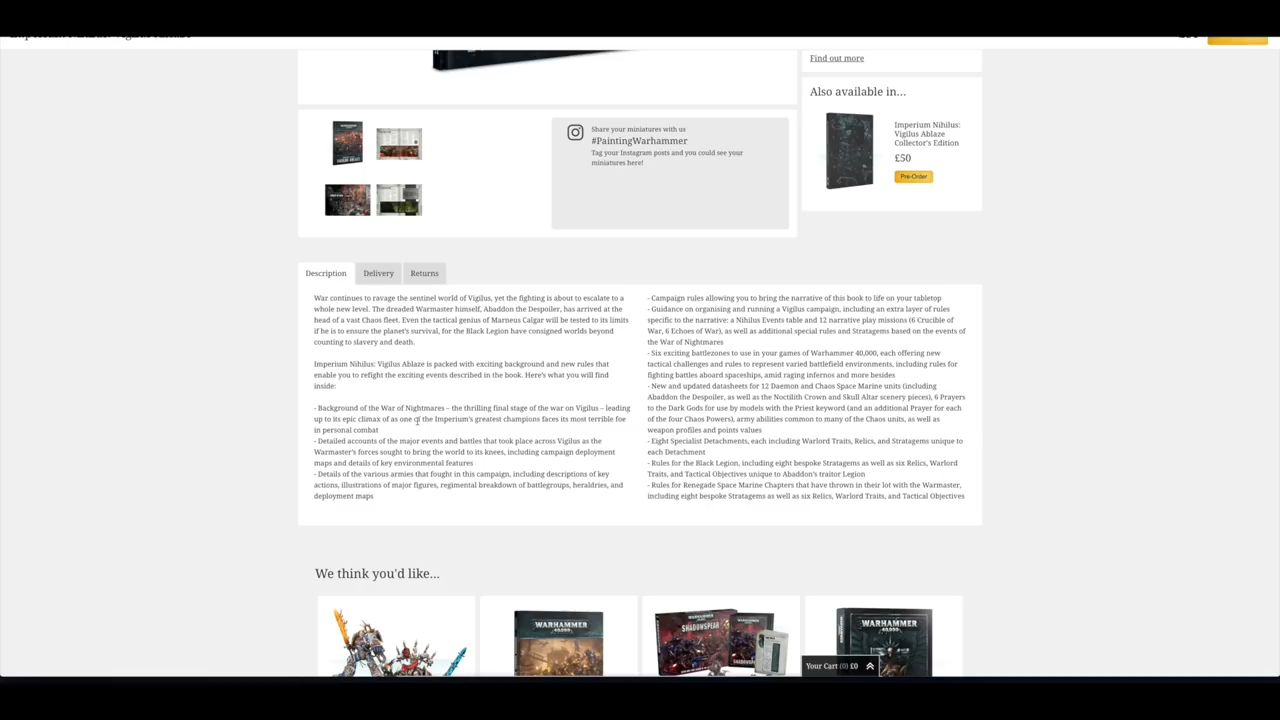 Find out more
Also available in...
Imperium Nihilus:
Vigilus Ablaze
Collector's Edition
£50
Pre-Order
Share your miniatures with us
#PaintingWarhammer
Tag your Instagram posts and you could see your
miniatures here!
Description
Delivery
Returns
War continues to ravage the sentinel world of Vigilus, yet the fighting is about to escalate to a
whole new level. The dreaded Warmaster himself, Abaddon the Despoiler, has arrived at the
head of a vast Chaos fleet. Even the tactical genius of Marneus Calgar will be tested to its limits
if he is to ensure the planet's survival, for the Black Legion have consigned worlds beyond
counting to slavery and death.
Imperium Nihilus: Vigilus Ablaze is packed with exciting background and new rules that
enable you to refight the exciting events described in the book. Here's what you will find
inside:
- Background of the War of Nightmares – the thrilling final stage of the war on Vigilus – leading
up to its epic climax of as one of the Imperium's greatest champions faces its most terrible foe
in personal combat
- Detailed accounts of the major events and battles that took place across Vigilus as the
Warmaster's forces sought to bring the world to its knees, including campaign deployment
maps and details of key environmental features
- Details of the various armies that fought in this campaign, including descriptions of key
actions, illustrations of major figures, regimental breakdown of battlegroups, heraldries, and
deployment maps
- Campaign rules allowing you to bring the narrative of this book to life on your tabletop
- Guidance on organising and running a Vigilus campaign, including an extra layer of rules
specific to the narrative: a Nihilus Events table and 12 narrative play missions (6 Crucible of
War, 6 Echoes of War), as well as additional special rules and Stratagems based on the events of
the War of Nightmares
- Six exciting battlezones to use in your games of Warhammer 40,000, each offering new
tactical challenges and rules to represent varied battlefield environments, including rules for
fighting battles aboard spaceships, amid raging infernos and more besides
- New and updated datasheets for 12 Daemon and Chaos Space Marine units (including
Abaddon the Despoiler, as well as the Noctilith Crown and Skull Altar scenery pieces), 6 Prayers
to the Dark Gods for use by models with the Priest keyword (and an additional Prayer for each
of the four Chaos Powers), army abilities common to many of the Chaos units, as well as
weapon profiles and points values
- Eight Specialist Detachments, each including Warlord Traits, Relics, and Stratagems unique to
each Detachment
- Rules for the Black Legion, including eight bespoke Stratagems as well as six Relics, Warlord
Traits, and Tactical Objectives unique to Abaddon's traitor Legion
- Rules for Renegade Space Marine Chapters that have thrown in their lot with the Warmaster,
including eight bespoke Stratagems as well as six Relics, Warlord Traits, and Tactical Objectives
We think you'd like...
WARHAMMER
40,000
SHADOWSPEAR
WARHAMMER
40,000
Your Cart (0) £0